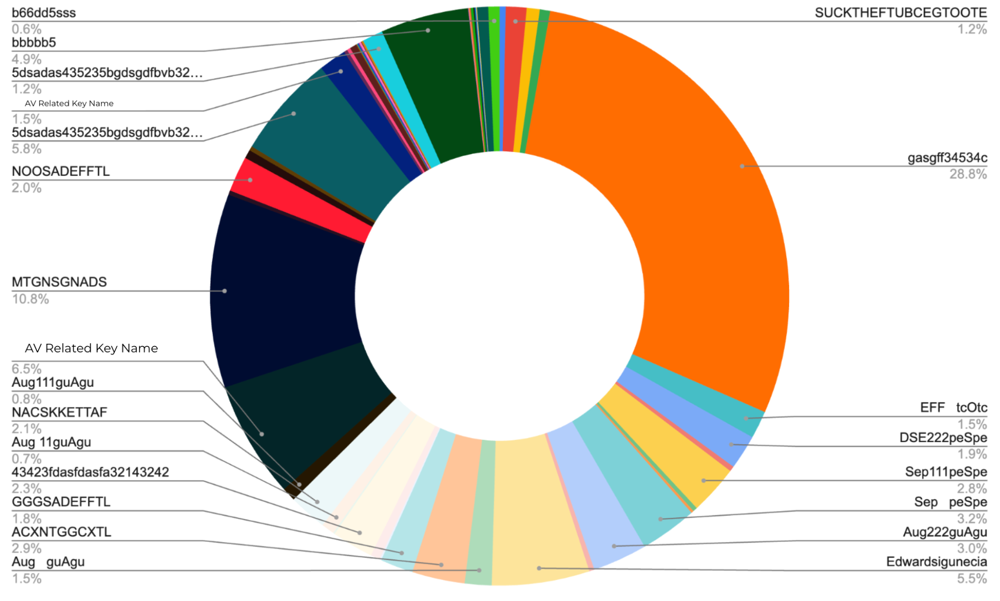 b66dd5sss
0.6%
bbbbb5
4.9%
5dsadas435235bgdsgdfbvb32...
1.2%
AV Related Key Name
1.5%
5dsadas435235bgdsgdfbvb32...
5.8%
NOOSADEFFTL
2.0%
MTGNSGNADS
10.8%
AV Related Key Name
6.5%
Aug111guAgu
0.8%
NACSKKETTAF
2.1%
Aug 11guAgu
0.7%
43423fdasfdasfa32143242
2.3%
GGGSADEFFTL
1.8%
ACXNTGGCXTL
2.9%
Aug   guAgu
1.5%
SUCKTHEFTUBCEGTOOTE
1.2%
gasgff34534c
28.8%
EFF   tcOtc
1.5%
DSE222peSpe
1.9%
Sep111peSpe
2.8%
Sep   peSpe
3.2%
Aug222guAgu
3.0%
Edwardsigunecia
5.5%